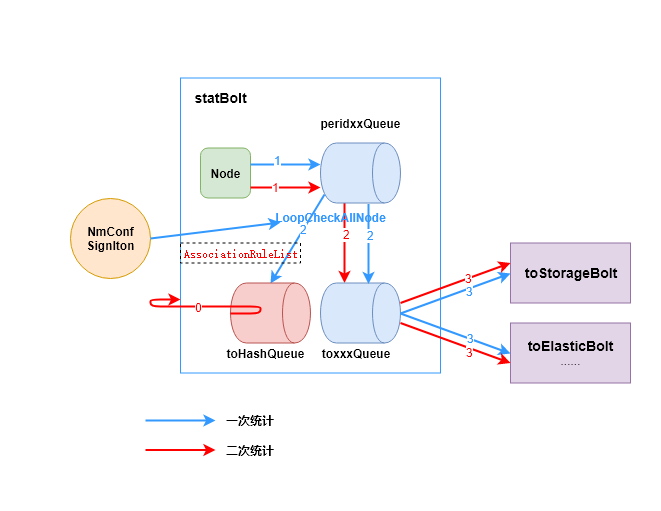 statBolt
peridxxQueue
Node
1
1
LoopCheckAllNode
2
2
2
NmConf
SignIton
AssociationRuleList
toStorageBolt
3
3
0
toHashQueue
toxxxQueue
3
3
toElasticBolt
......
一次统计
二次统计